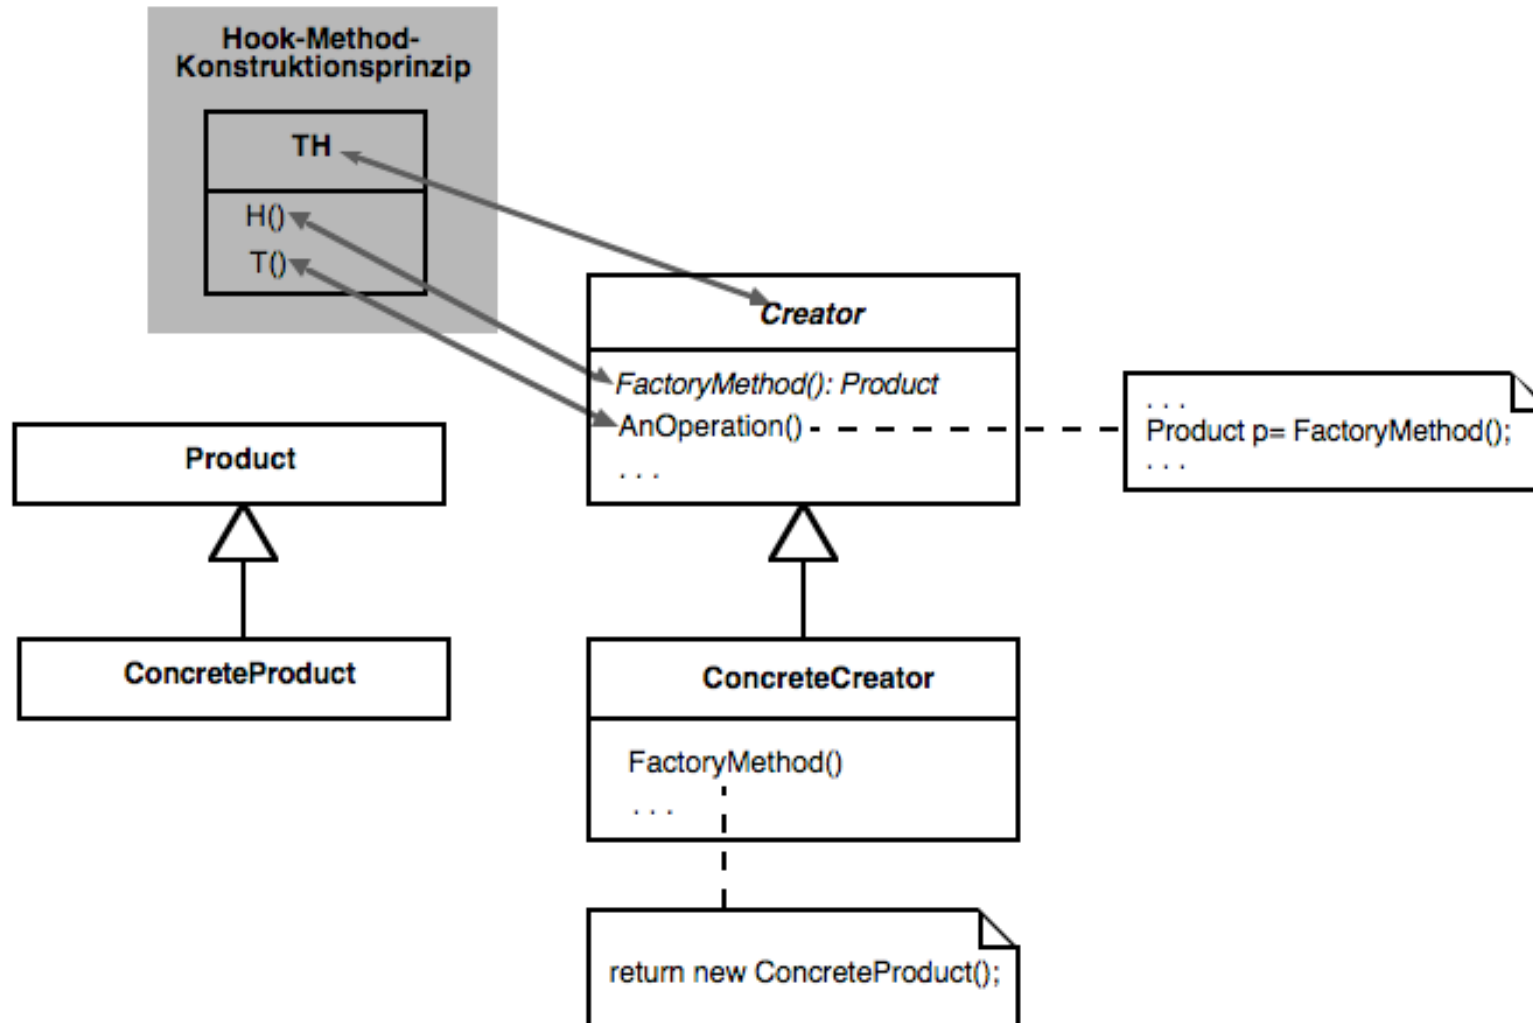 Hook-Method-
Konstruktionsprinzip
TH
H()
T()
Creator
FactoryMethod(): Product
AnOperation()
. . .
. . .
Product p= FactoryMethod();
. . .
Product
ConcreteProduct
ConcreteCreator
FactoryMethod()
. . .
return new ConcreteProduct();